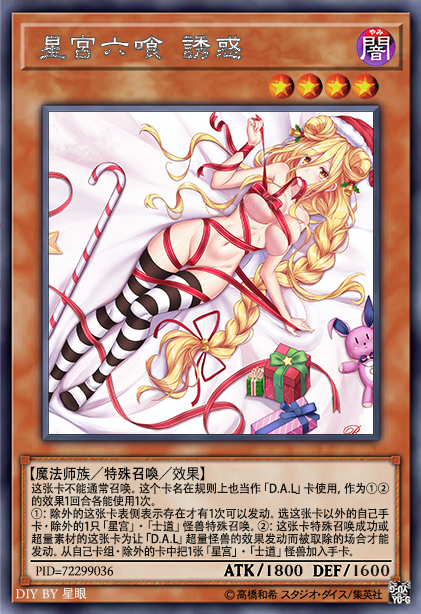 星宮六喰 誘惑
やみ
闇
【魔法师族／特殊召唤／效果】
这张卡不能通常召唤。这个卡名在规则上也当作「D.A.L」卡使用，作为①②
的效果1回合各能使用1次。
①：除外的这张卡表侧表示存在才有1次可以发动。选这张卡以外的自己手
卡·除外的1只「星宫」·「士道」怪兽特殊召唤。②：这张卡特殊召唤成功或
超量素材的这张卡为让「D.A.L」超量怪兽的效果发动而被取除的场合才能
发动。从自己卡组·除外的卡中把1张「星宫」·「士道」怪兽加入手卡。
PID=72299036 ATK/1800 DEF/1600
DIY BY 星眼 ©高橋和希 スタジオ·ダイス/集英社